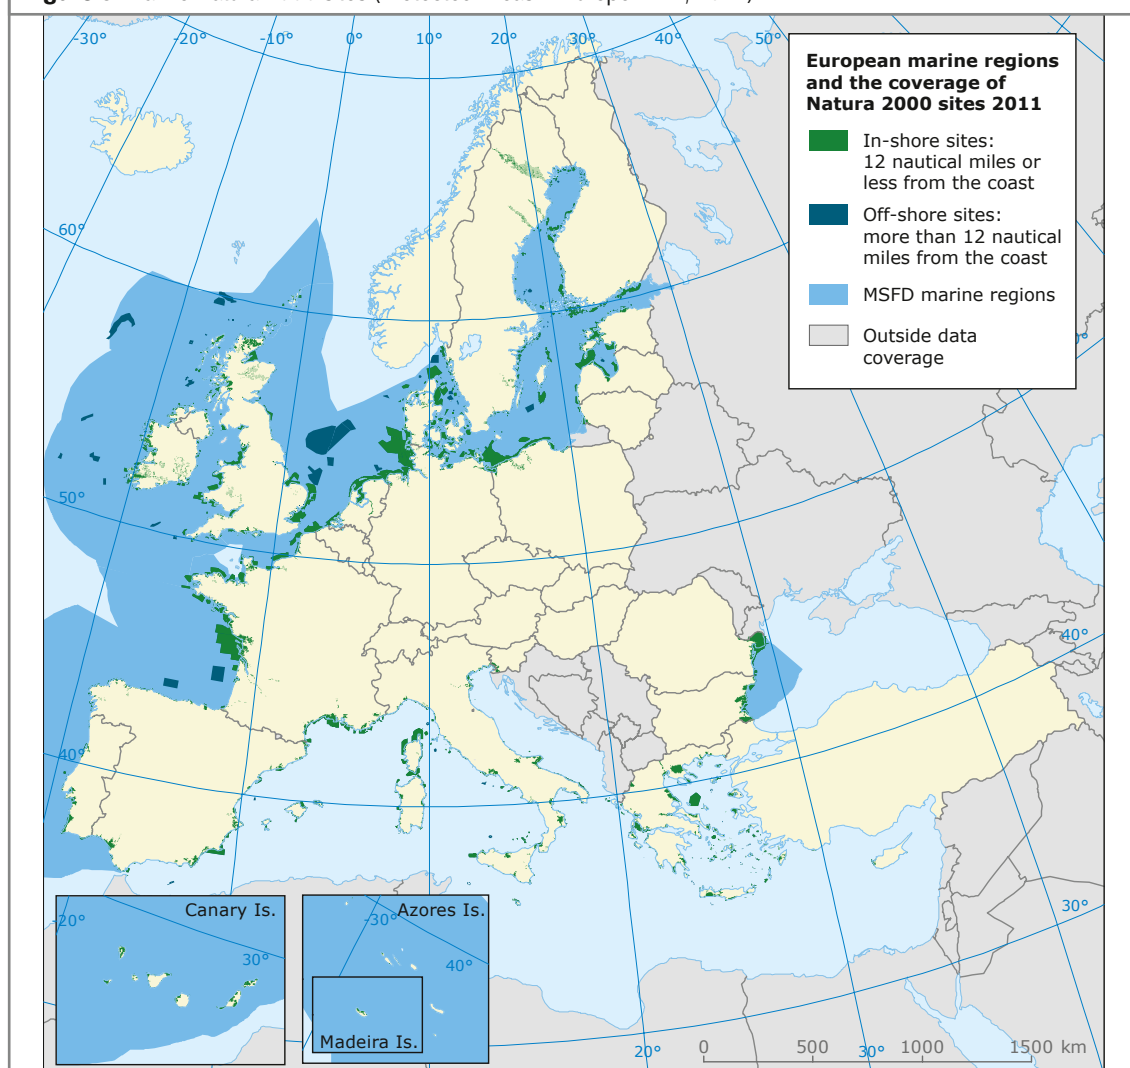 -30°
-20°
-10°
0°
10°
20°
30°
40°
50°
European marine regions
and the coverage of
Natura 2000 sites 2011
In-shore sites:
12 nautical miles or
less from the coast
Off-shore sites:
more than 12 nautical
miles from the coast
MSFD marine regions
Outside data
coverage
60°
50°
40°
40°
30°
Canary Is.
-20°
30°
Azores Is.
-30°
40°
Madeira Is.
20°
30°
0
500
1000
1500 km